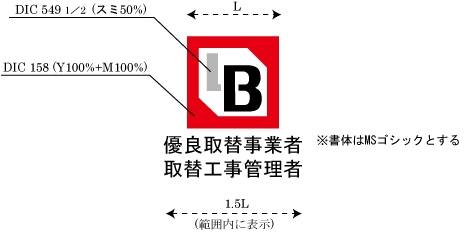 DIC 549 1/2 (スミ50%)
L
DIC 158 (Y100%+M100%)
B
優良取替事業者
取替工事管理者
※書体はMSゴシックとする
1.5L
(範囲内に表示)